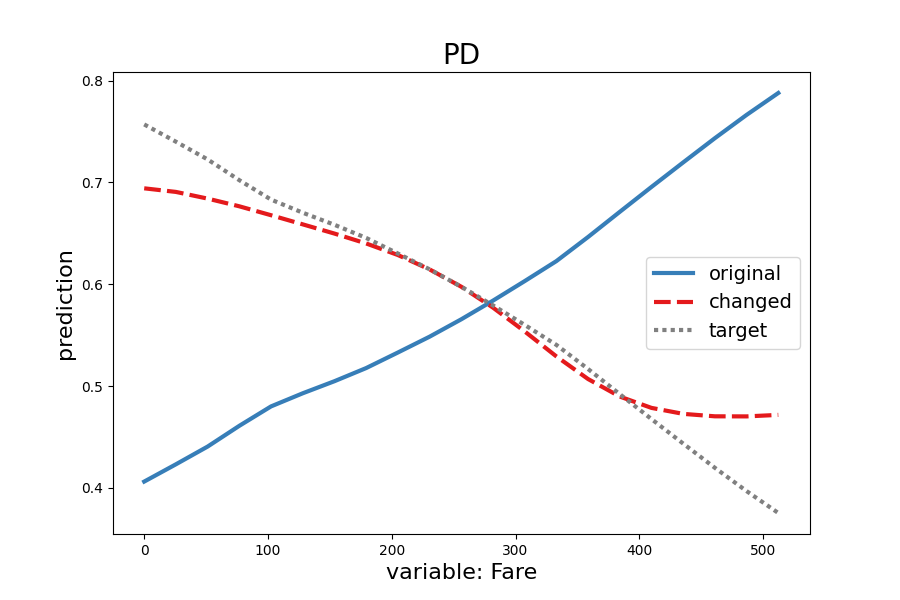 PD
prediction
0.8
0.7
0.6
0.5
0.4
original
changed
target
0 100 200 300 400 500
variable: Fare